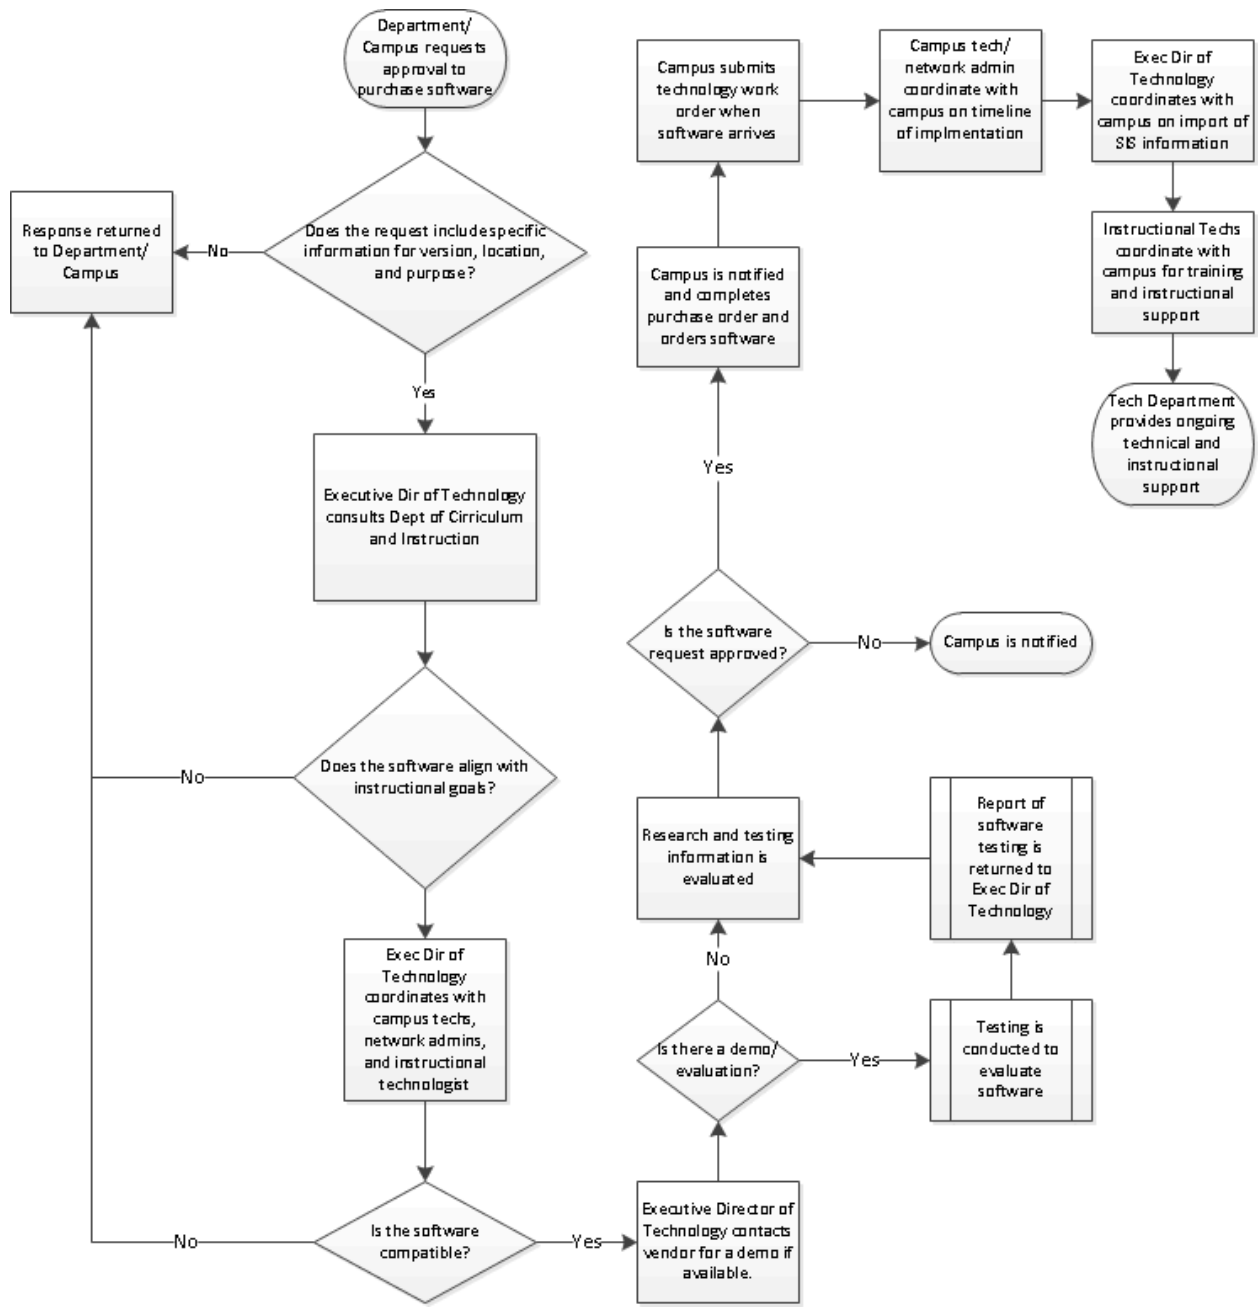 Department/
Campus requests
approval to
purchase software
Does the request include specific
information for version, location,
and purpose?
No
Response returned
to Department/
Campus
Yes
Executive Dir of Technology
consults Dept of Cirriculum
and Instruction
Does the software align with
instructional goals?
No
Exec Dir of
Technology
coordinates with
campus techs,
network admins,
and instructional
technologist
Is the software
compatible?
No
Yes
Executive Director of
Technology contacts
vendor for a demo if
available.
Is there a demo/
evaluation?
Yes
Testing is
conducted to
evaluate
software
Report of
software
testing is
returned to
Exec Dir of
Technology
No
Research and testing
information is
evaluated
Is the software
request approved?
No
Campus is notified
Yes
Campus is notified
and completes
purchase order and
orders software
Campus submits
technology work
order when
software arrives
Campus tech/
network admin
coordinate with
campus on timeline
of implmentation
Exec Dir of
Technology
coordinates with
campus on import of
SIS information
Instructional Techs
coordinate with
campus for training
and instructional
support
Tech Department
provides ongoing
technical and
instructional
support